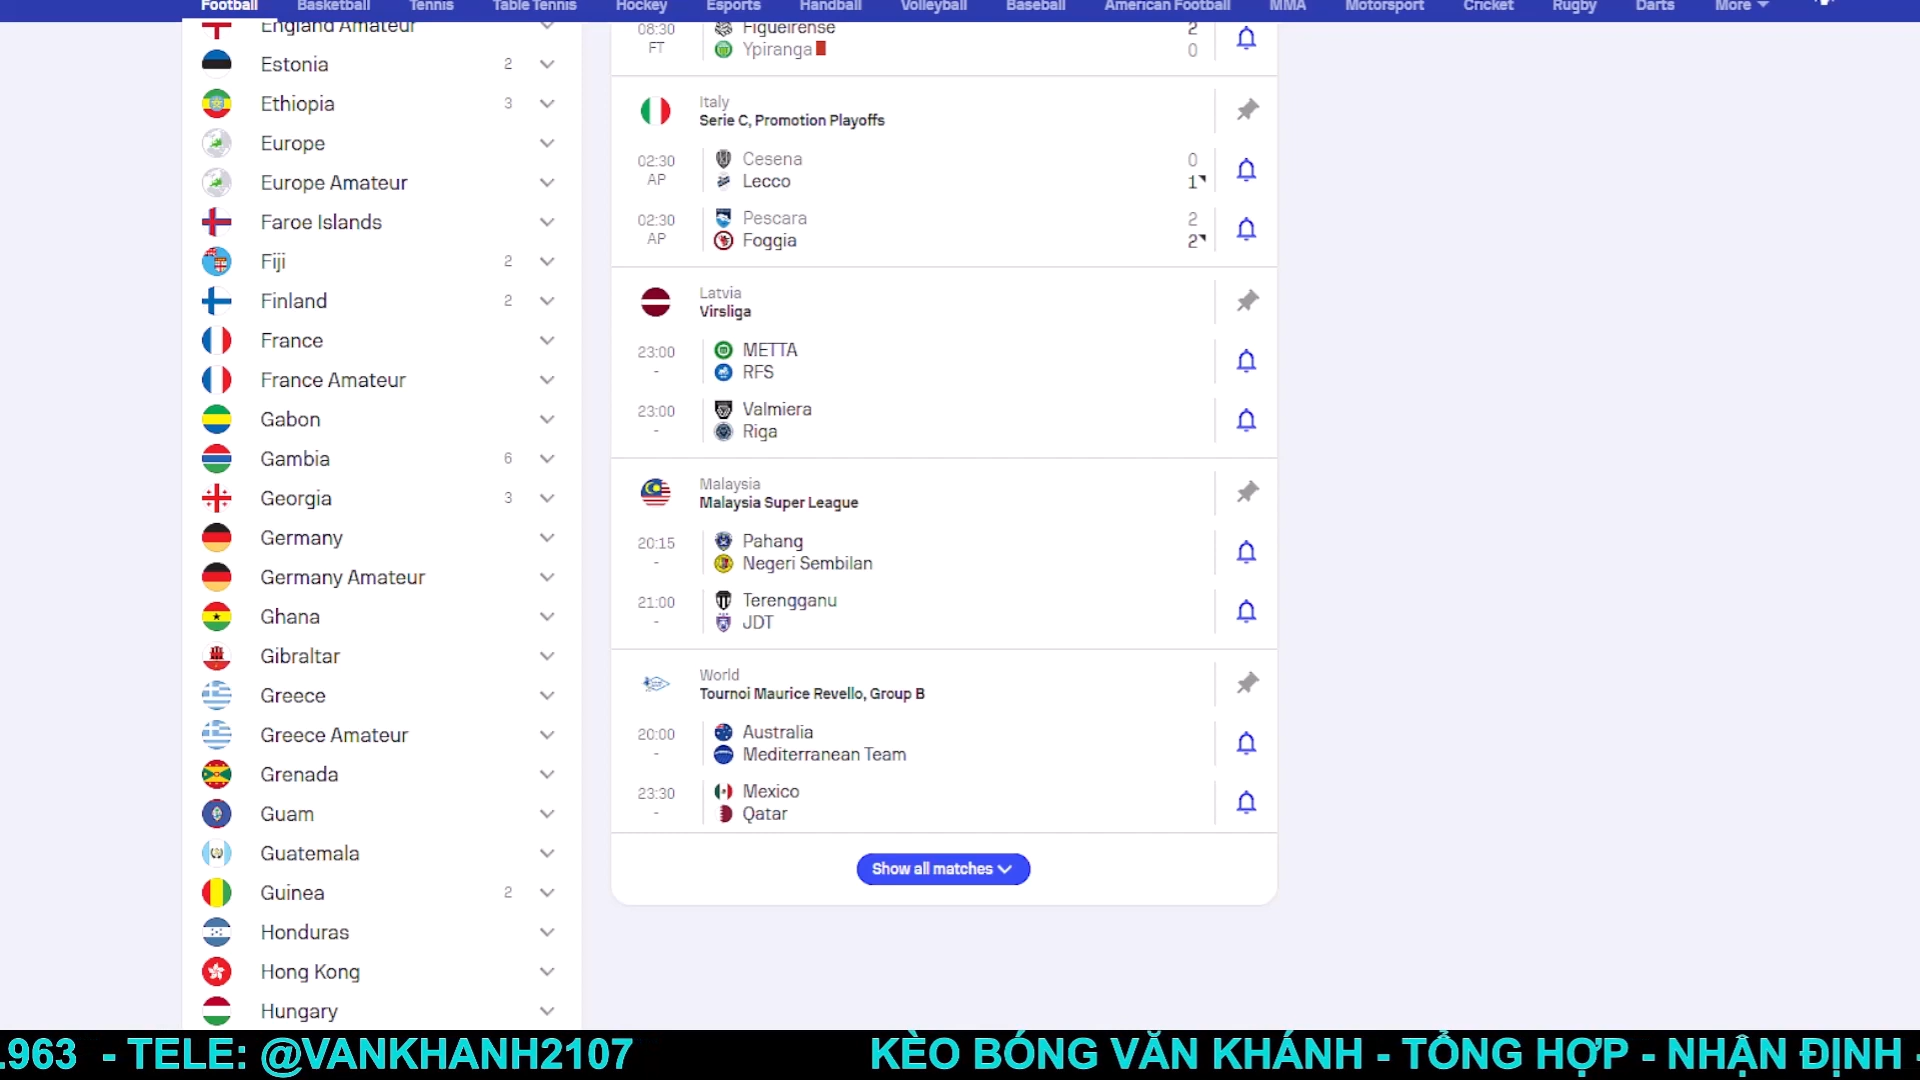 Football Basketball Tennis Table Tennis Hockey Esports Handball Volleyball Baseball American Football MMA Motorsport Cricket Rugby Darts More
England Amateur
Estonia 2
Ethiopia 3
Europe
Europe Amateur
Faroe Islands
Fiji 2
Finland 2
France
France Amateur
Gabon
Gambia 6
Georgia 3
Germany
Germany Amateur
Ghana
Gibraltar
Greece
Greece Amateur
Grenada
Guam
Guatemala
Guinea 2
Honduras
Hong Kong
Hungary
08:30 Figueirense 2
FT Ypiranga 0
Italy
Serie C, Promotion Playoffs
02:30 Cesena 0
AP Lecco 1
02:30 Pescara 2
AP Foggia 2
Latvia
Virsliga
23:00 METTA
- RFS
23:00 Valmiera
- Riga
Malaysia
Malaysia Super League
20:15 Pahang
- Negeri Sembilan
21:00 Terengganu
- JDT
World
Tournoi Maurice Revello, Group B
20:00 Australia
- Mediterranean Team
23:30 Mexico
- Qatar
Show all matches
.963 - TELE: @VANKHANH2107 KÈO BÓNG VĂN KHÁNH - TỔNG HỢP - NHẬN ĐỊNH -